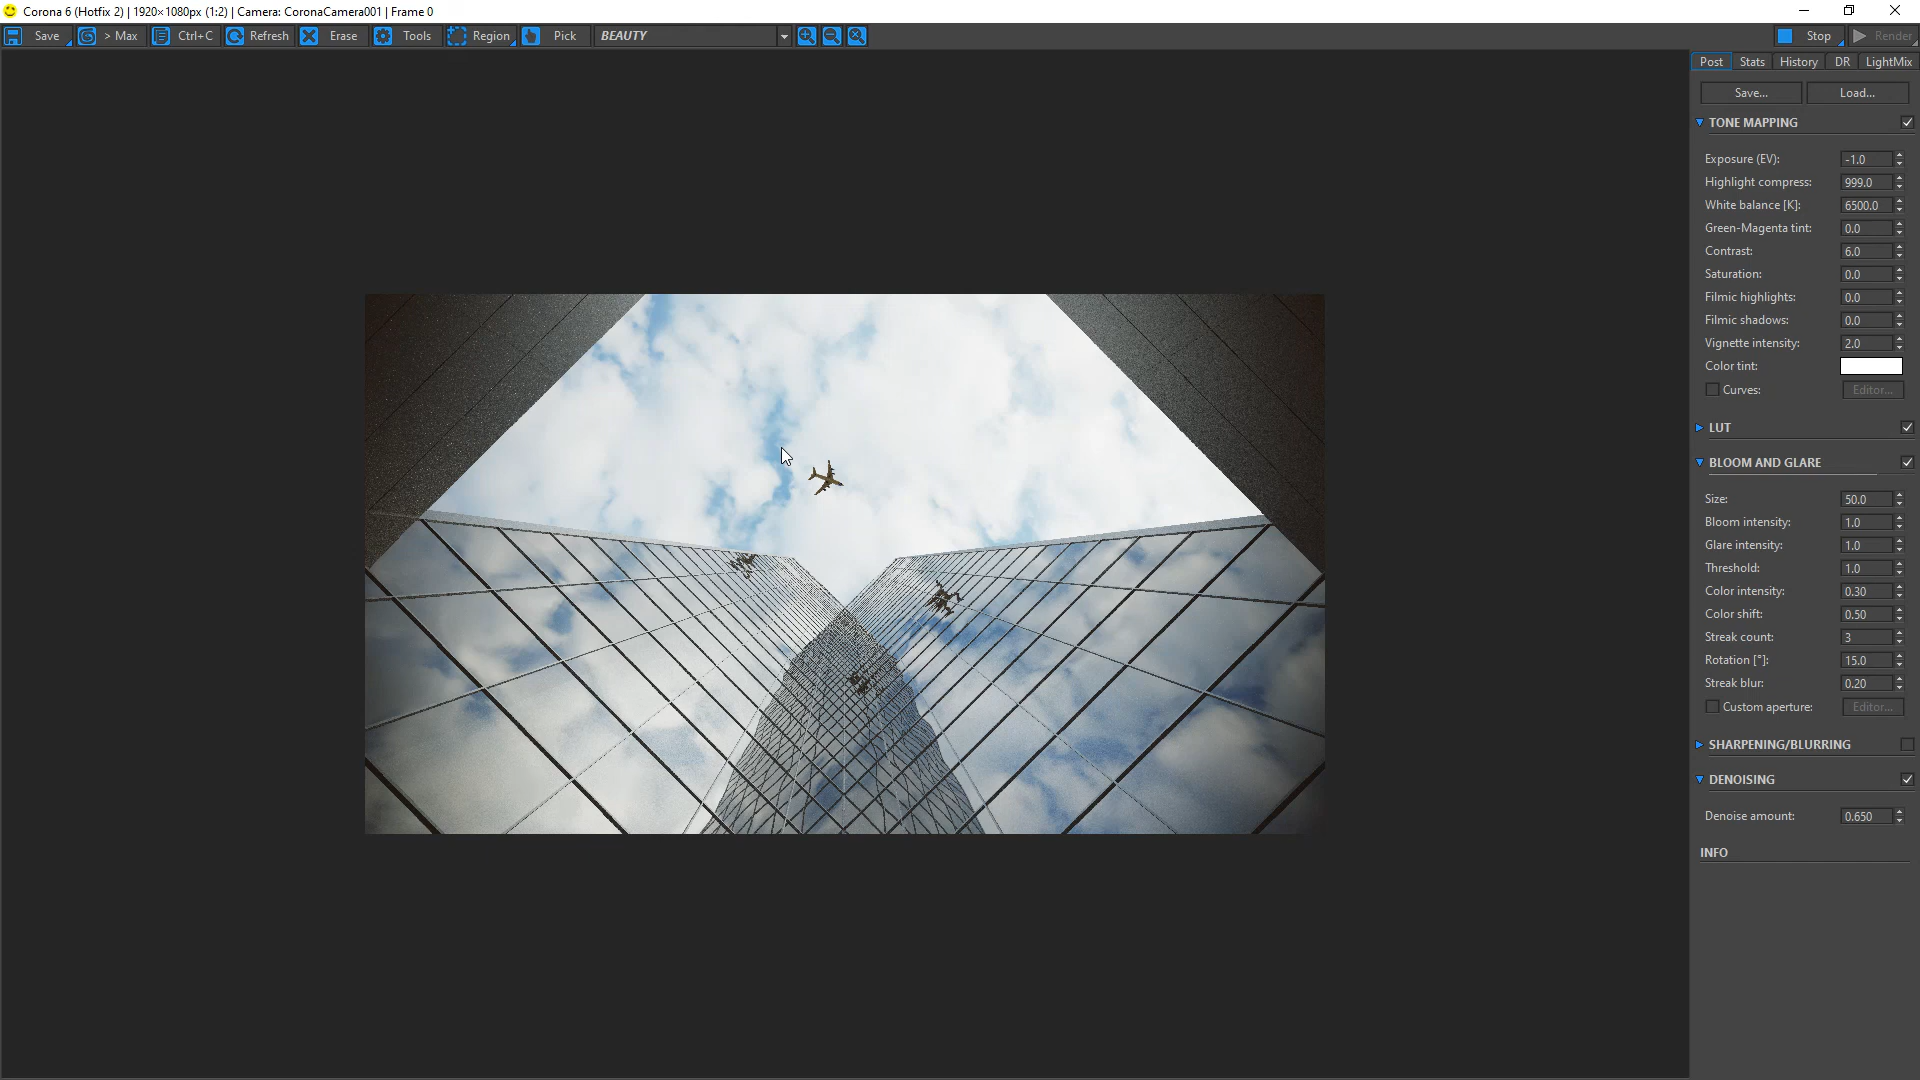 Corona 6 (Hotfix 2) | 1920×1080px (1:2) | Camera: CoronaCamera001 | Frame 0
Save > Max Ctrl+C Refresh Erase Tools Region Pick BEAUTY Stop Render
Post Stats History DR LightMix
Save... Load...
TONE MAPPING
Exposure (EV): -1.0
Highlight compress: 999.0
White balance [K]: 6500.0
Green-Magenta tint: 0.0
Contrast: 6.0
Saturation: 0.0
Filmic highlights: 0.0
Filmic shadows: 0.0
Vignette intensity: 2.0
Color tint:
Curves: Editor...
LUT
BLOOM AND GLARE
Size: 50.0
Bloom intensity: 1.0
Glare intensity: 1.0
Threshold: 1.0
Color intensity: 0.30
Color shift: 0.50
Streak count: 3
Rotation [°]: 15.0
Streak blur: 0.20
Custom aperture: Editor...
SHARPENING/BLURRING
DENOISING
Denoise amount: 0.650
INFO